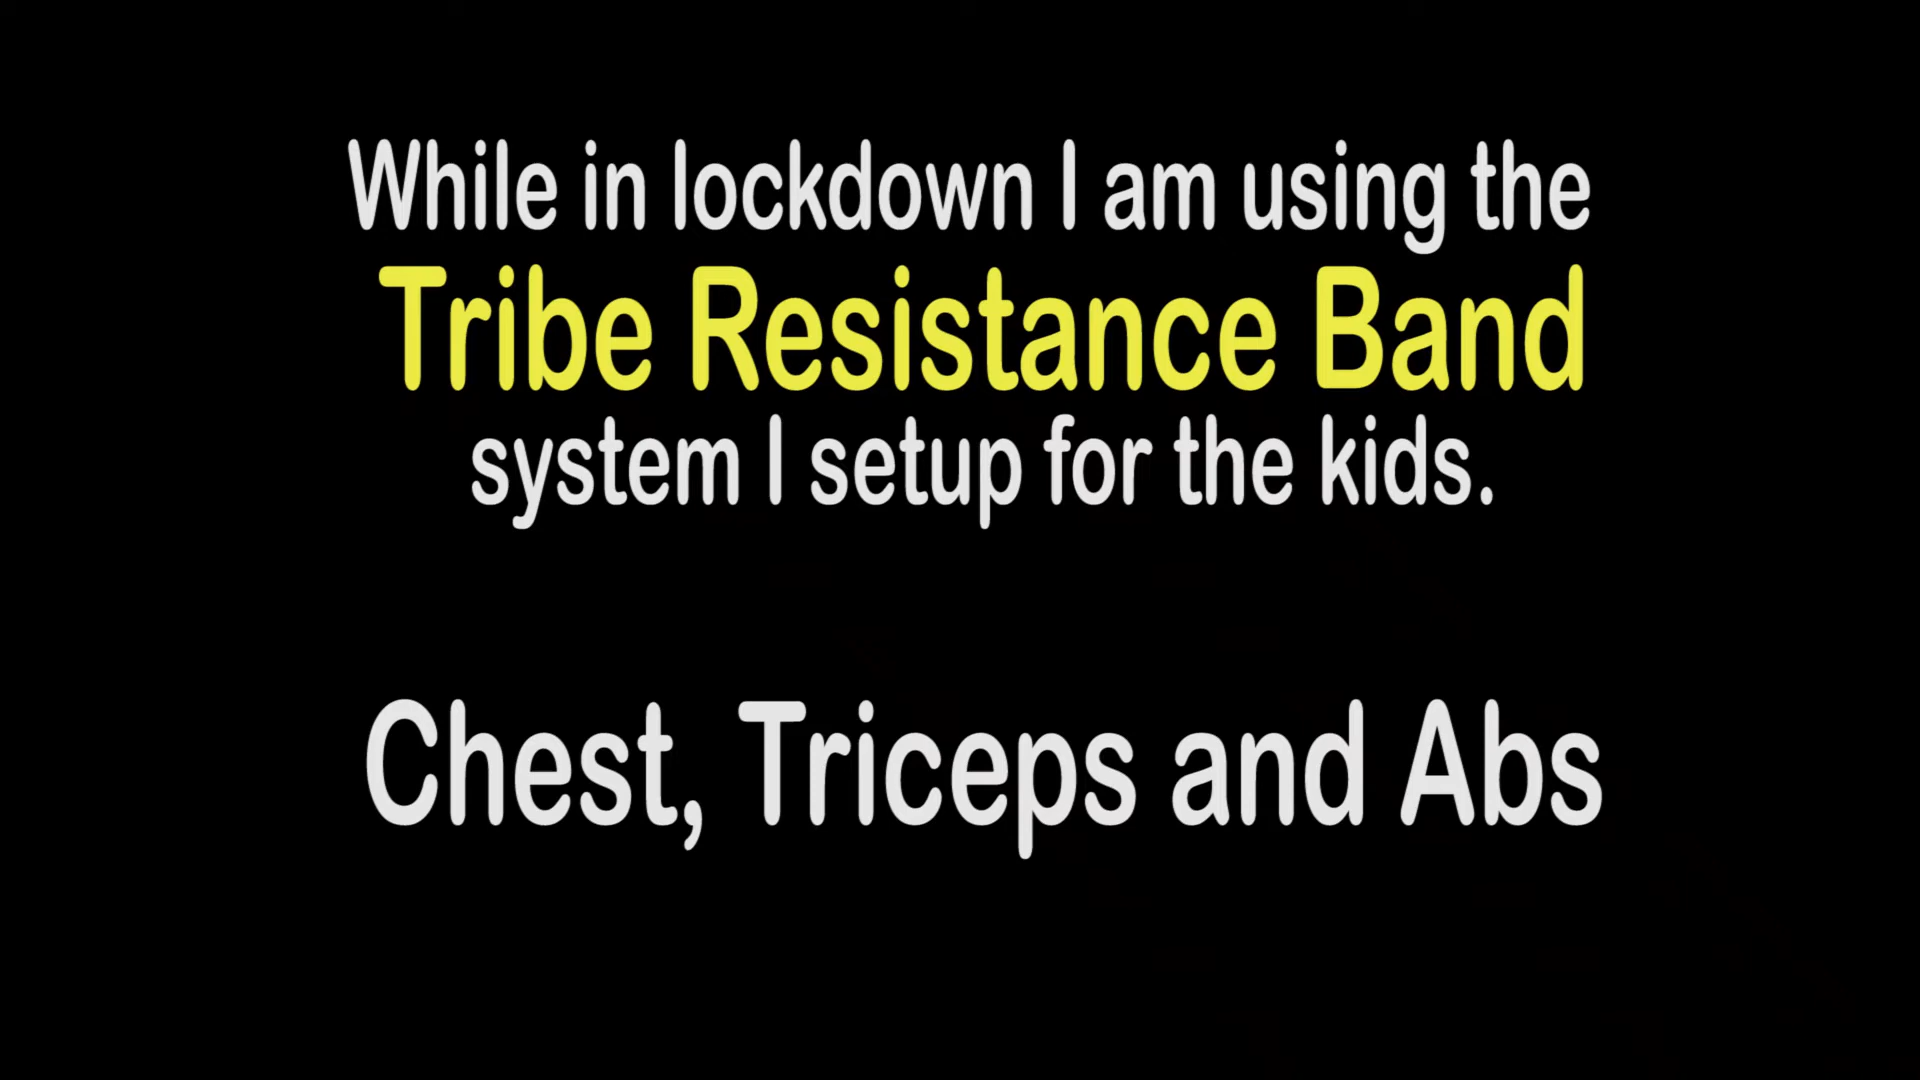 While in lockdown I am using the
Tribe Resistance Band
system I setup for the kids.
Chest, Triceps and Abs